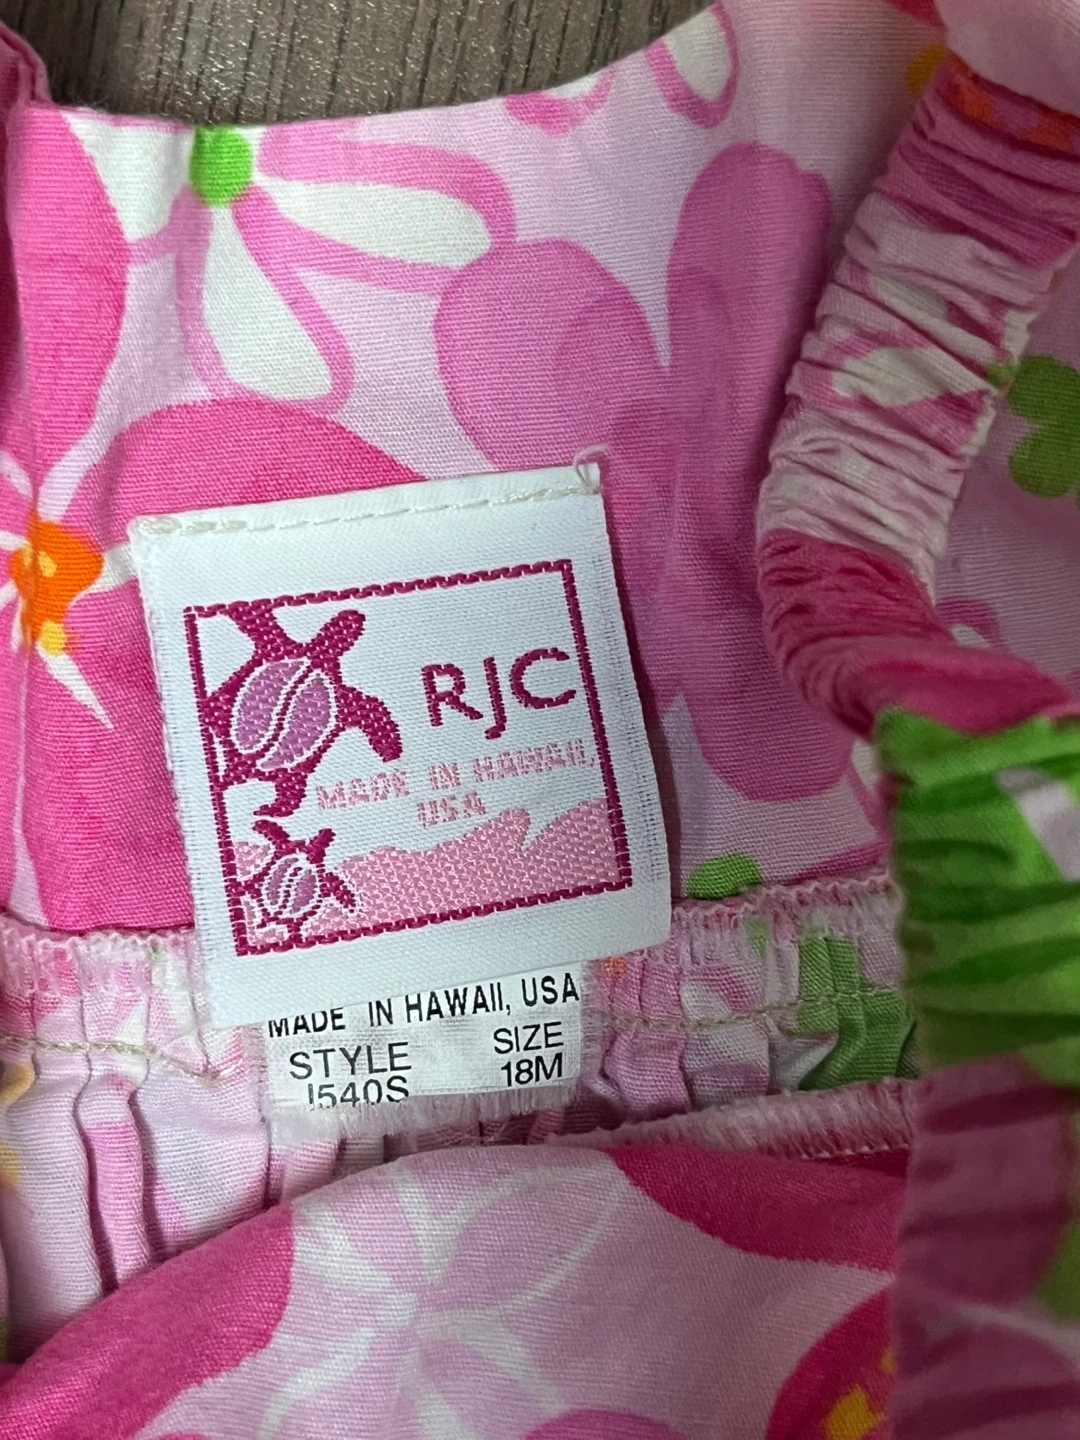 RJC
MADE IN HAWAII,
USA
MADE IN HAWAII, USA
STYLE SIZE
I540S 18M